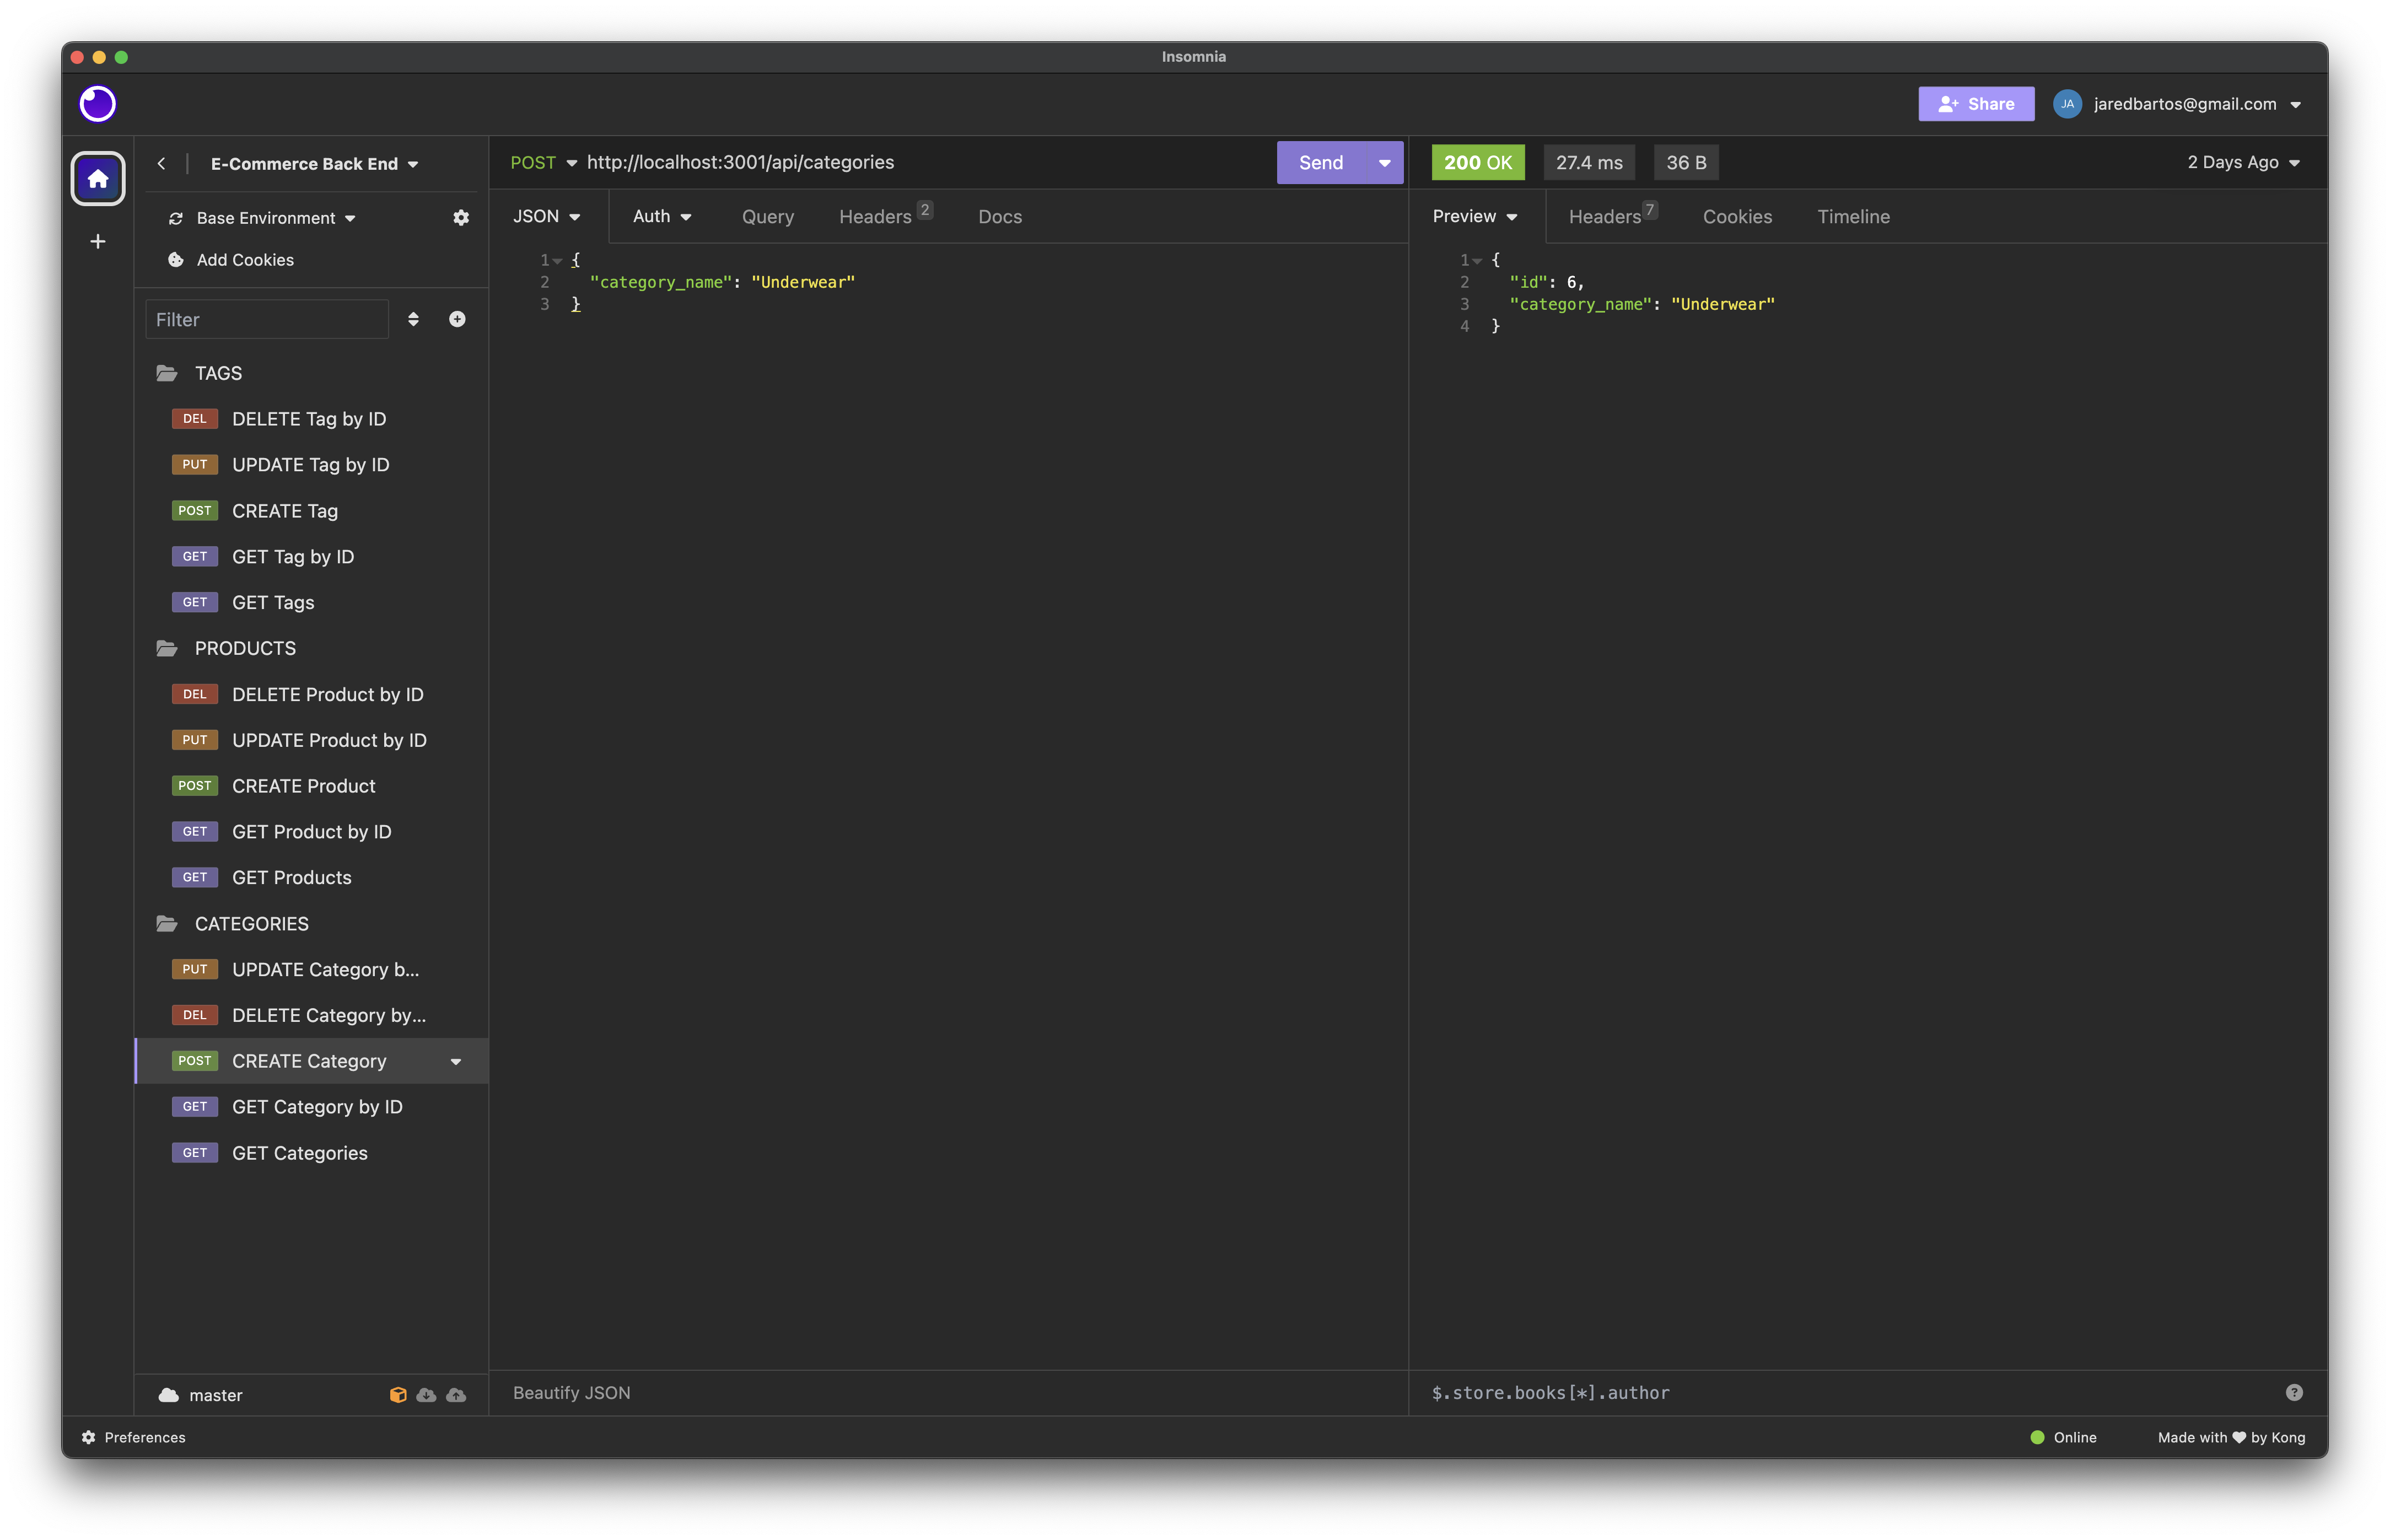 Insomnia
Share
JA
jaredbartos@gmail.com
E-Commerce Back End
Base Environment
Add Cookies
Filter
TAGS
DEL DELETE Tag by ID
PUT UPDATE Tag by ID
POST CREATE Tag
GET GET Tag by ID
GET GET Tags
PRODUCTS
DEL DELETE Product by ID
PUT UPDATE Product by ID
POST CREATE Product
GET GET Product by ID
GET GET Products
CATEGORIES
PUT UPDATE Category b...
DEL DELETE Category by...
POST CREATE Category
GET GET Category by ID
GET GET Categories
master
POST http://localhost:3001/api/categories
Send
JSON Auth Query Headers 2 Docs
1 {
2 "category_name": "Underwear"
3 }
Beautify JSON
200 OK 27.4 ms 36 B 2 Days Ago
Preview Headers 7 Cookies Timeline
1 {
2 "id": 6,
3 "category_name": "Underwear"
4 }
$.store.books[*].author
?
Preferences
Online
Made with ♥ by Kong